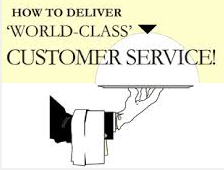 HOW TO DELIVER
‘WORLD-CLASS’
CUSTOMER SERVICE!